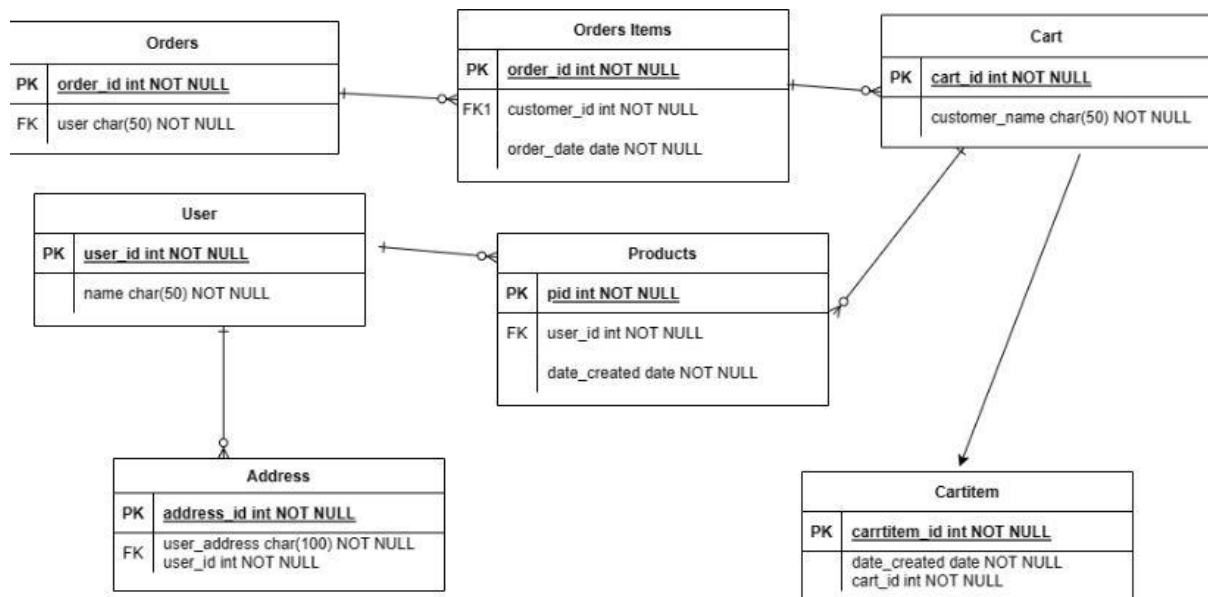 Orders
PK order_id int NOT NULL
FK user char(50) NOT NULL
Orders Items
PK order_id int NOT NULL
FK1 customer_id int NOT NULL
order_date date NOT NULL
Cart
PK cart_id int NOT NULL
customer_name char(50) NOT NULL
User
PK user_id int NOT NULL
name char(50) NOT NULL
Products
PK pid int NOT NULL
FK user_id int NOT NULL
date_created date NOT NULL
Address
PK address_id int NOT NULL
FK user_address char(100) NOT NULL
user_id int NOT NULL
Cartitem
PK carrtitem_id int NOT NULL
date_created date NOT NULL
cart_id int NOT NULL